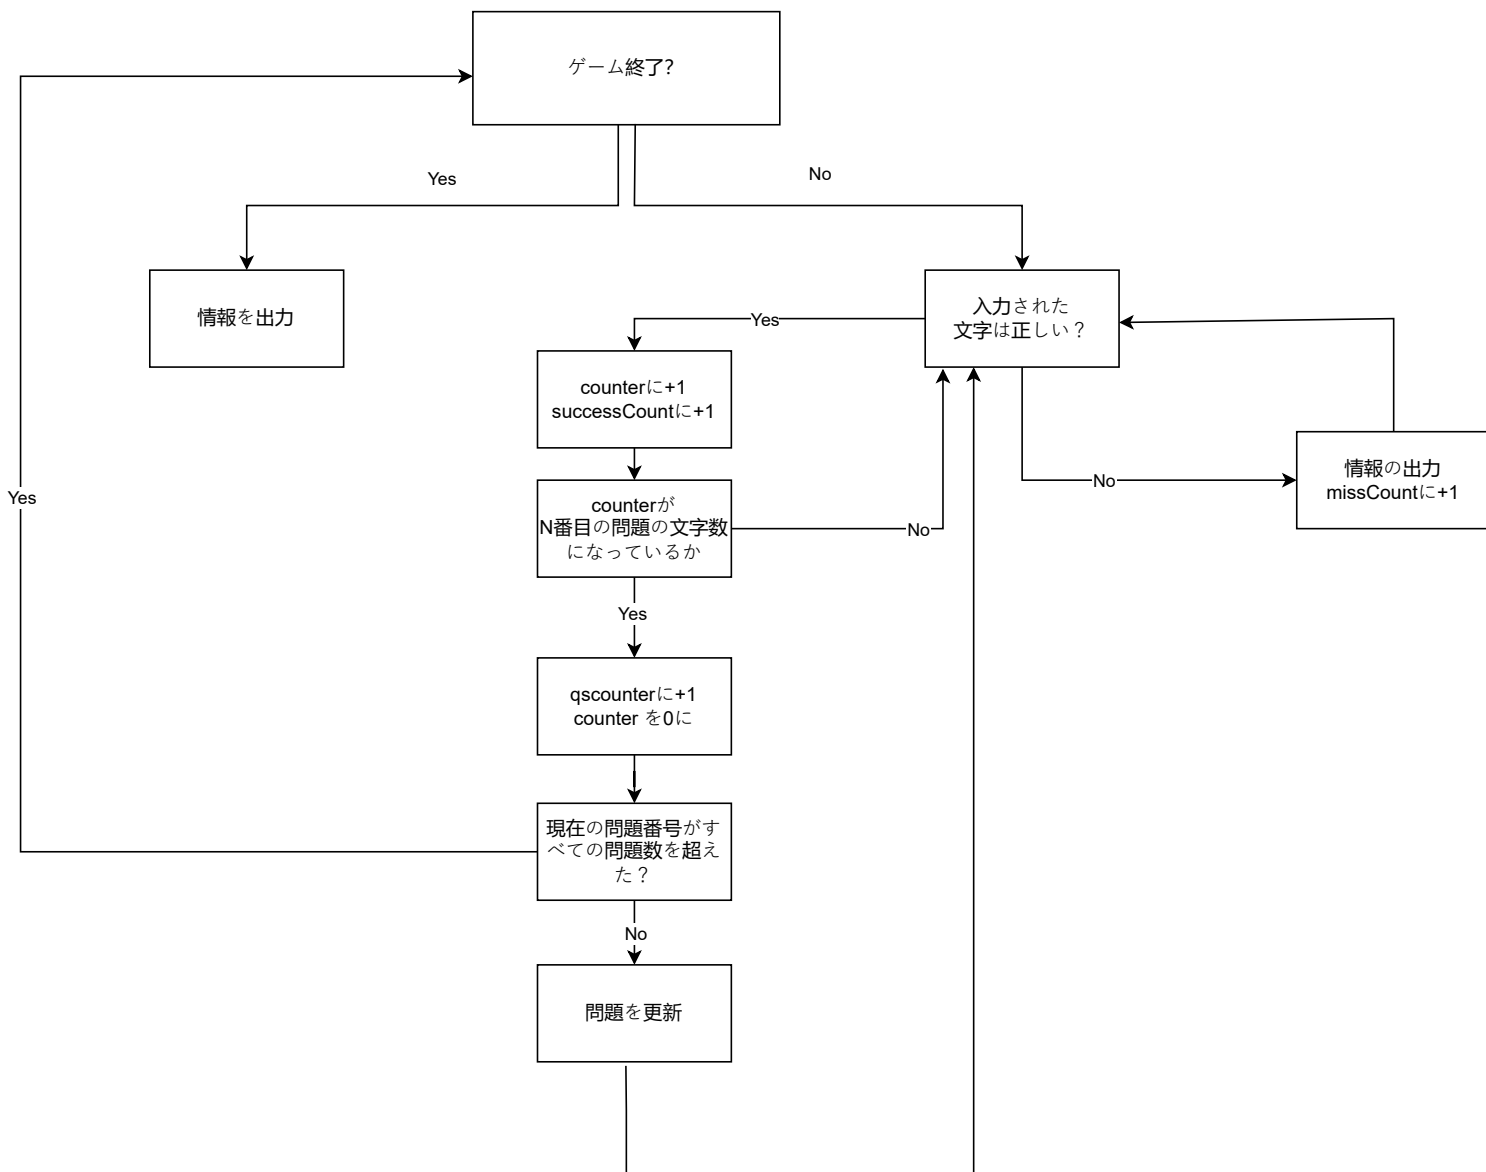 ゲーム終了?
Yes
No
情報を出力
入力された
文字は正しい？
Yes
counterに+1
successCountに+1
情報の出力
missCountに+1
No
counterが
N番目の問題の文字数
になっているか
No
Yes
Yes
qscounterに+1
counter を0に
現在の問題番号がす
べての問題数を超え
た？
No
問題を更新